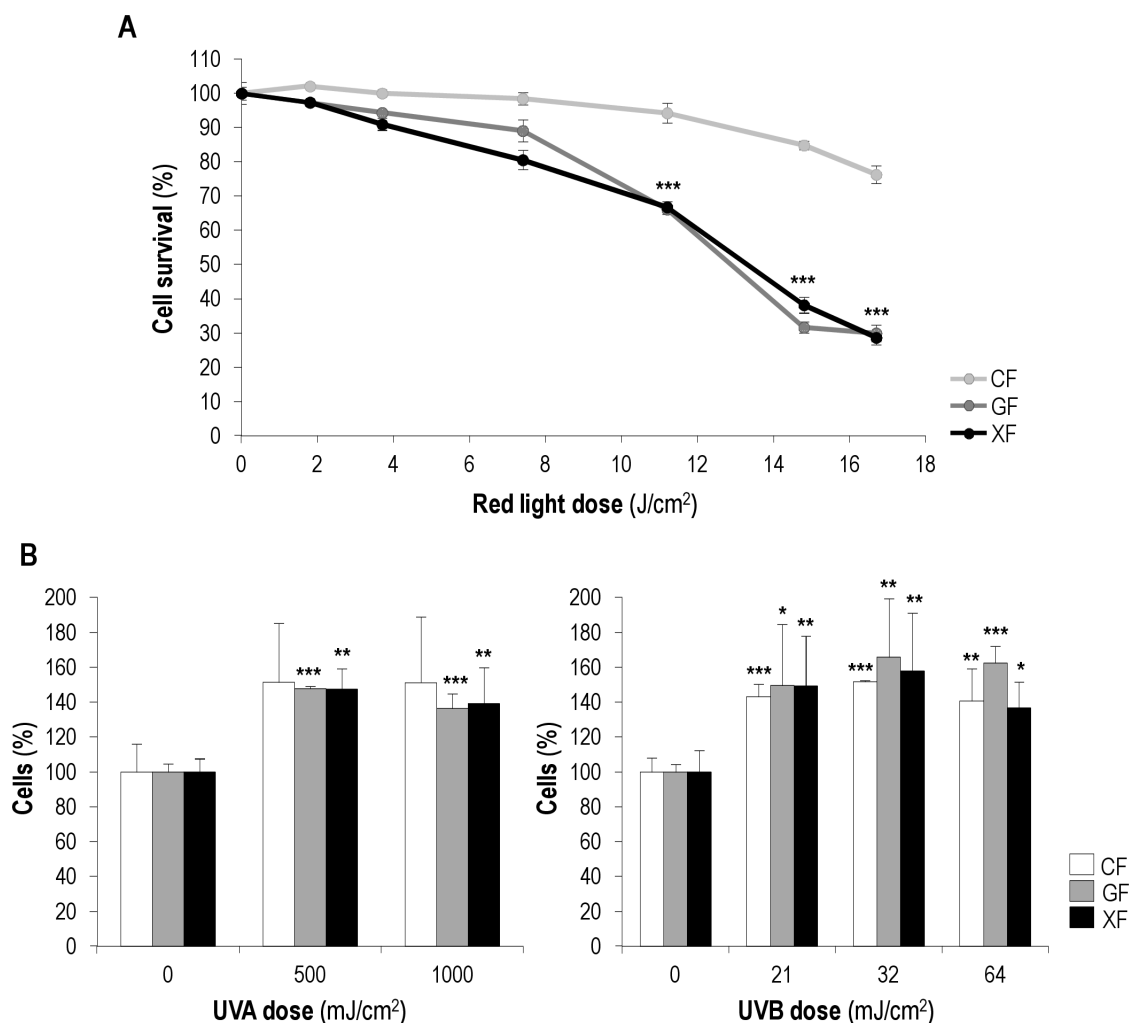 A
110
100
90
80
70
60
50
40
30
20
10
0
Cell survival (%)
***
***
***
0 2 4 6 8 10 12 14 16 18
Red light dose (J/cm²)
CF
GF
XF
B
200
180
160
140
120
100
80
60
40
20
0
Cells (%)
*** ** *** **
0 500 1000
UVA dose (mJ/cm²)
200
180
160
140
120
100
80
60
40
20
0
Cells (%)
*** * ** *** ** ** ** *** *
0 21 32 64
UVB dose (mJ/cm²)
CF
GF
XF